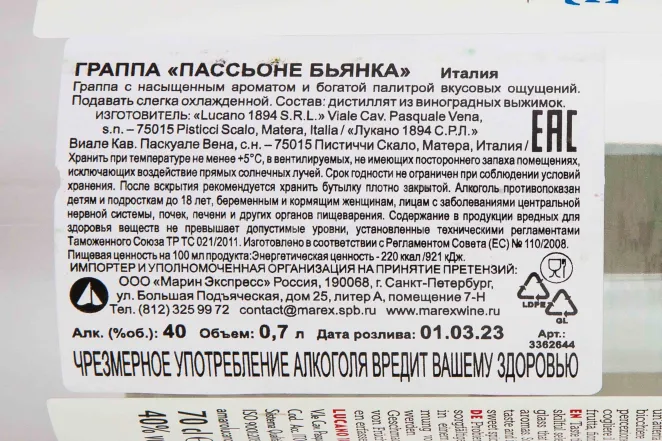 ГРАППА «ПАССЬОНЕ БЬЯНКА» Италия
Граппа с насыщенным ароматом и богатой палитрой вкусовых ощущений.
Подавать слегка охлажденной. Состав: дистиллят из виноградных выжимок.
ИЗГОТОВИТЕЛЬ: «Lucano 1894 S.R.L.» Viale Cav. Pasquale Vena,
s.n. – 75015 Pisticci Scalo, Matera, Italia / «Лукано 1894 С.Р.Л.»
Виале Кав. Паскуале Вена, с.н. – 75015 Пистиччи Скало, Матера, Италия /
EAC
Хранить при температуре не менее +5°С, в вентилируемых, не имеющих постороннего запаха помещениях,
исключающих воздействие прямых солнечных лучей. Срок годности не ограничен при соблюдении условий
хранения. После вскрытия рекомендуется хранить бутылку плотно закрытой. Алкоголь противопоказан
детям и подросткам до 18 лет, беременным и кормящим женщинам, лицам с заболеваниями центральной
нервной системы, почек, печени и других органов пищеварения. Содержание в продукции вредных для
здоровья веществ не превышает допустимые уровни, установленные техническими регламентами
Таможенного Союза ТР ТС 021/2011. Изготовлено в соответствии с Регламентом Совета (ЕС) № 110/2008.
Пищевая ценность на 100 мл продукта:Энергетическая ценность - 220 ккал /921 кДж.
ИМПОРТЕР И УПОЛНОМОЧЕННАЯ ОРГАНИЗАЦИЯ НА ПРИНЯТИЕ ПРЕТЕНЗИЙ:
ООО «Марин Экспресс» Россия, 190068, г. Санкт-Петербург,
ул. Большая Подъяческая, дом 25, литер А, помещение 7-Н
Тел. (812) 325 99 72 contact@marex.spb.ru www.marexwine.ru
LDPE
GL
Алк. (%об.): 40 Объем: 0,7 л Дата розлива: 01.03.23 Арт.:
3362644
ЧРЕЗМЕРНОЕ УПОТРЕБЛЕНИЕ АЛКОГОЛЯ ВРЕДИТ ВАШЕМУ ЗДОРОВЬЮ